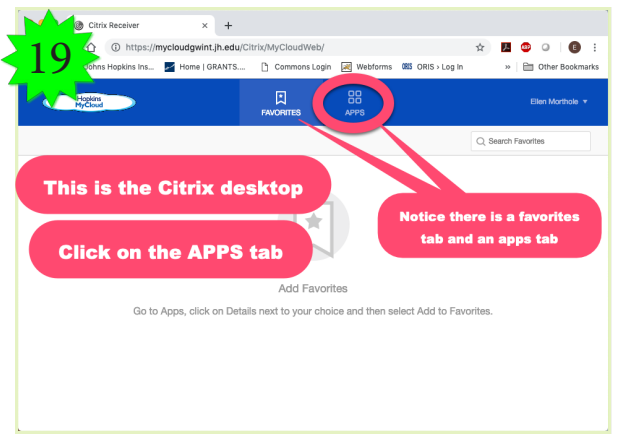 19
Citrix Receiver
https://mycloudgwint.jh.edu/Citrix/MyCloudWeb/
ABP
E
Johns Hopkins Ins...
Home | GRANTS....
Commons Login
Webforms
ORIS › Log In
»
Other Bookmarks
Hopkins
MyCloud
FAVORITES
APPS
Ellen Morthole
Search Favorites
This is the Citrix desktop
Notice there is a favorites
tab and an apps tab
Click on the APPS tab
Add Favorites
Go to Apps, click on Details next to your choice and then select Add to Favorites.